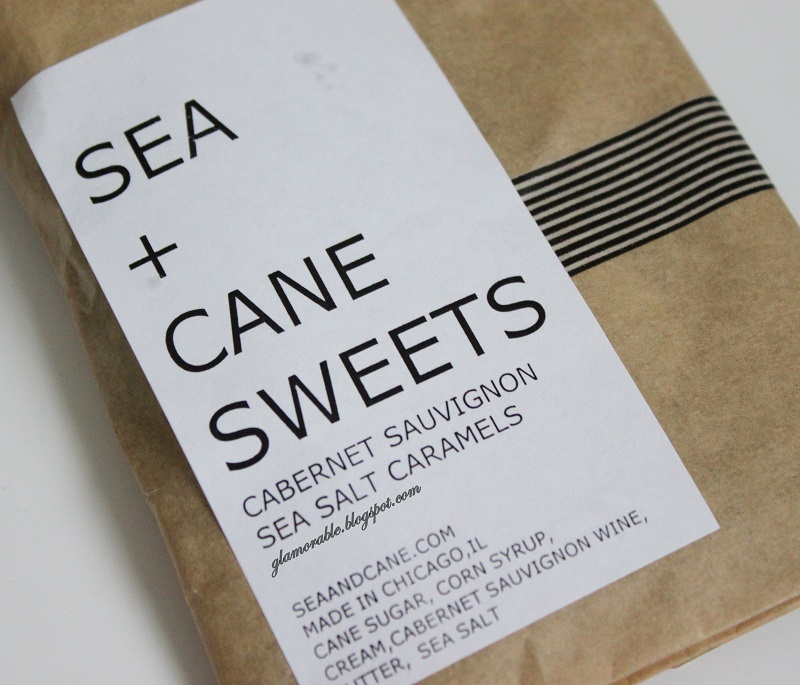 SEA
+
CANE
SWEETS
CABERNET SAUVIGNON
SEA SALT CARAMELS
glamorable.blogspot.com
SEAANDCANE.COM
MADE IN CHICAGO,IL
CANE SUGAR, CORN SYRUP,
CREAM,CABERNET SAUVIGNON WINE,
UTTER, SEA SALT